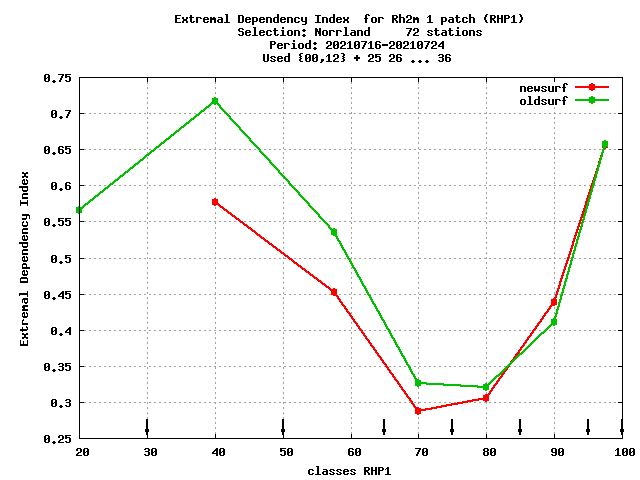 Extremal Dependency Index  for Rh2m 1 patch (RHP1)
Selection: Norrland     72 stations
Period: 20210716-20210724
Used {00,12} + 25 26 ... 36
newsurf
oldsurf
0.75
0.7
0.65
0.6
0.55
0.5
0.45
0.4
0.35
0.3
0.25
Extremal Dependency Index
20 30 40 50 60 70 80 90 100
classes RHP1